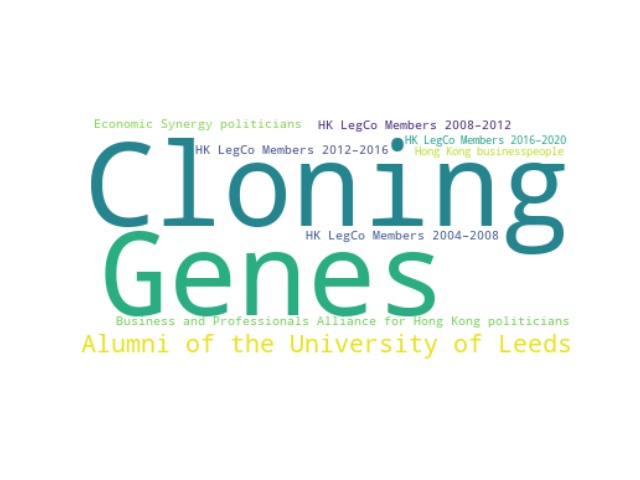 Economic Synergy politicians
HK LegCo Members 2008–2012
HK LegCo Members 2016–2020
HK LegCo Members 2012–2016
Hong Kong businesspeople
Cloning
HK LegCo Members 2004–2008
Genes
Business and Professionals Alliance for Hong Kong politicians
Alumni of the University of Leeds